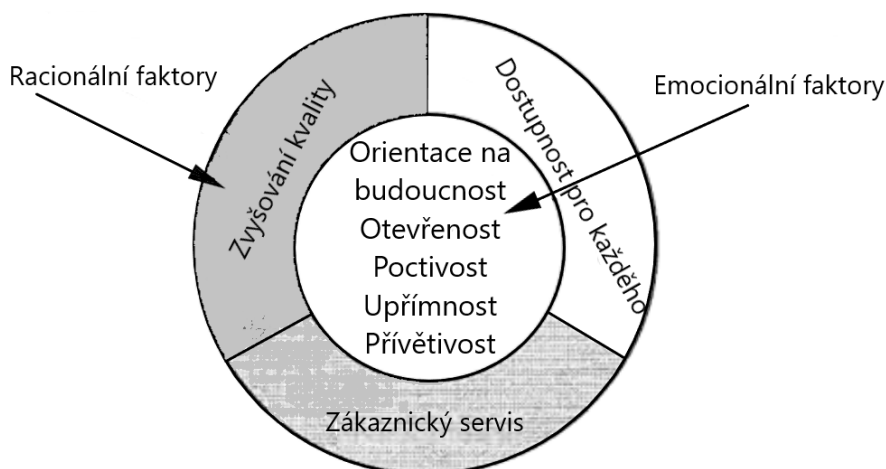 Racionální faktory
Zvyšování kvality
Dostupnost pro každého
Emocionální faktory
Orientace na
budoucnost
Otevřenost
Poctivost
Upřímnost
Přívětivost
Zákaznický servis